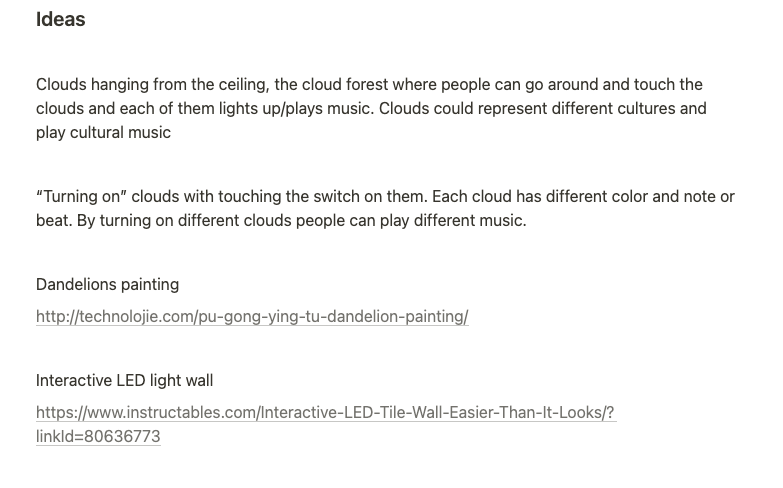 Ideas
Clouds hanging from the ceiling, the cloud forest where people can go around and touch the
clouds and each of them lights up/plays music. Clouds could represent different cultures and
play cultural music
“Turning on” clouds with touching the switch on them. Each cloud has different color and note or
beat. By turning on different clouds people can play different music.
Dandelions painting
http://technolojie.com/pu-gong-ying-tu-dandelion-painting/
Interactive LED light wall
https://www.instructables.com/Interactive-LED-Tile-Wall-Easier-Than-It-Looks/?
linkId=80636773